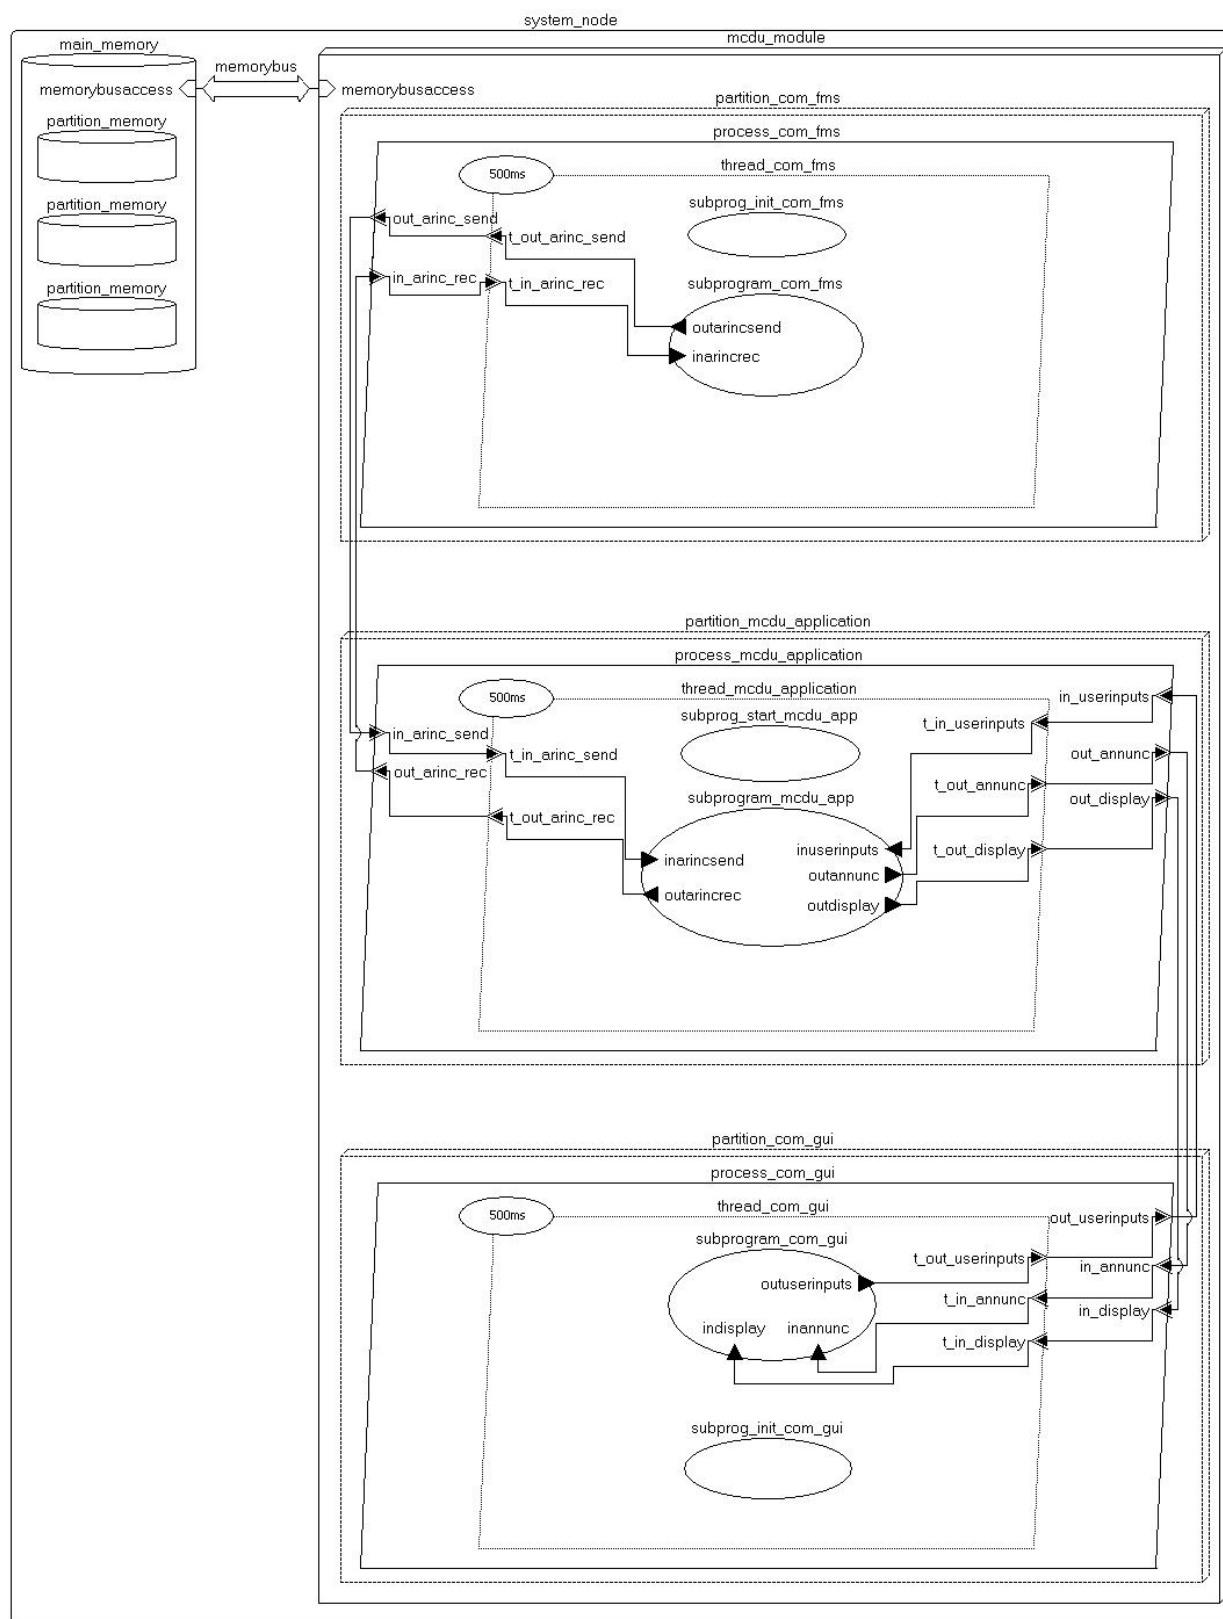 system_node
mcdu_module
main_memory
memorybus
memorybusaccess
memorybusaccess
partition_memory
partition_memory
partition_memory
partition_com_fms
process_com_fms
thread_com_fms
500ms
subprog_init_com_fms
out_arinc_send
t_out_arinc_send
in_arinc_rec
t_in_arinc_rec
subprogram_com_fms
outarincsend
inarincrec
partition_mcdu_application
process_mcdu_application
thread_mcdu_application
500ms
in_userinputs
subprog_start_mcdu_app
t_in_userinputs
in_arinc_send
t_in_arinc_send
out_annunc
out_arinc_rec
t_out_annunc
subprogram_mcdu_app
out_display
t_out_arinc_rec
inuserinputs
t_out_display
inarincsend
outannunc
outarincrec
outdisplay
partition_com_gui
process_com_gui
thread_com_gui
500ms
out_userinputs
subprogram_com_gui
t_out_userinputs
in_annunc
outuserinputs
t_in_annunc
in_display
indisplay
inannunc
t_in_display
subprog_init_com_gui